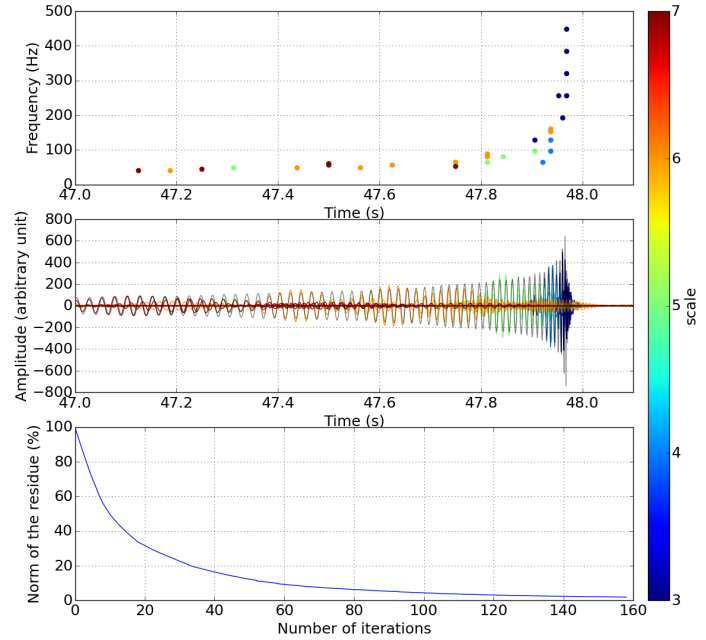 500
400
300
200
100
0
Frequency (Hz)
47.0 47.2 47.4 47.6 47.8 48.0
Time (s)
800
600
400
200
0
−200
−400
−600
−800
Amplitude (arbitrary unit)
47.0 47.2 47.4 47.6 47.8 48.0
Time (s)
100
80
60
40
20
0
Norm of the residue (%)
0 20 40 60 80 100 120 140 160
Number of iterations
7
6
5
4
3
scale